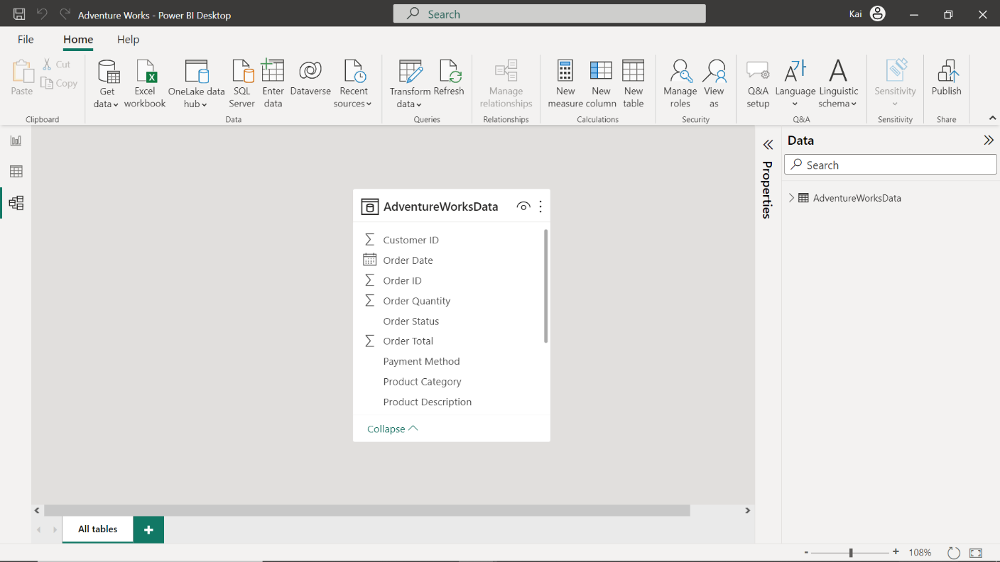 Adventure Works - Power BI Desktop
Search
Kai
File
Home
Help
Paste
Cut
Copy
Clipboard
Get data
Excel workbook
OneLake data hub
SQL Server
Enter data
Dataverse
Recent sources
Data
Transform data
Refresh
Queries
Manage relationships
Relationships
New measure
New column
New table
Calculations
Manage roles
View as
Security
Q&A setup
Language
Linguistic schema
Q&A
Sensitivity
Sensitivity
Publish
Share
AdventureWorksData
Customer ID
Order Date
Order ID
Order Quantity
Order Status
Order Total
Payment Method
Product Category
Product Description
Collapse
Properties
Data
Search
AdventureWorksData
All tables
108%